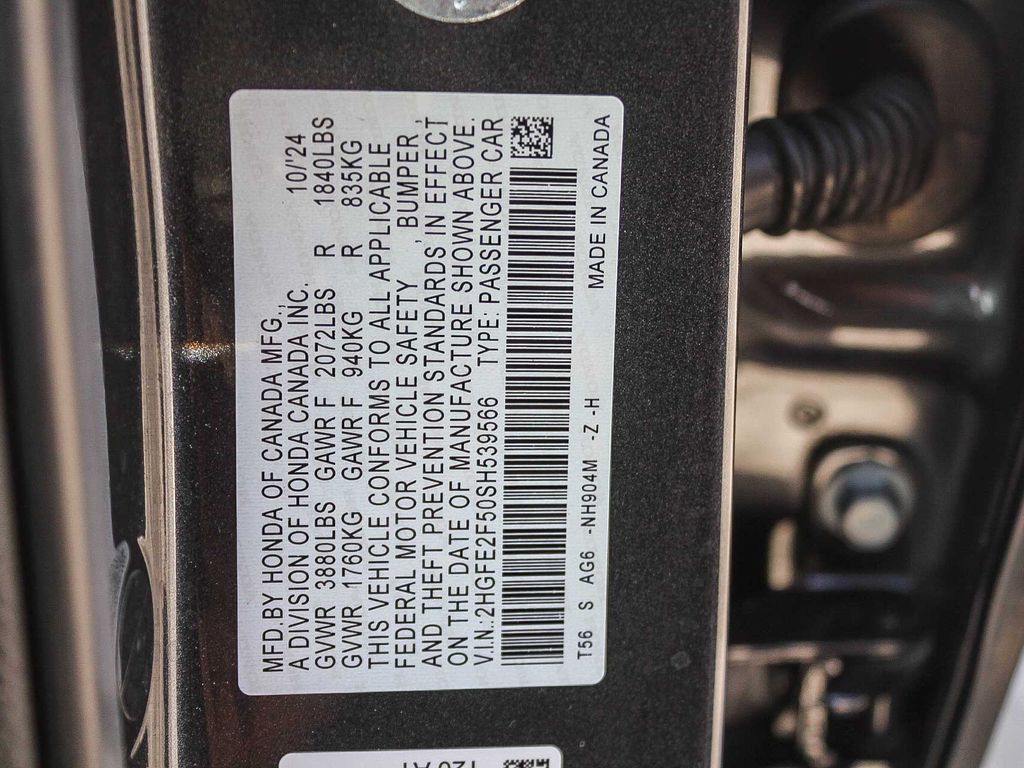 MFD.BY HONDA OF CANADA MFG.,
A DIVISION OF HONDA CANADA INC.
10/'24
GVWR 3880LBS GAWR F 2072LBS R 1840LBS
GVWR 1760KG GAWR F 940KG R 835KG
THIS VEHICLE CONFORMS TO ALL APPLICABLE
FEDERAL MOTOR VEHICLE SAFETY , BUMPER ,
AND THEFT PREVENTION STANDARDS IN EFFECT
ON THE DATE OF MANUFACTURE SHOWN ABOVE.
V.I.N.:2HGFE2F50SH539566 TYPE: PASSENGER CAR
T56 S AG6 -NH904M -Z -H MADE IN CANADA